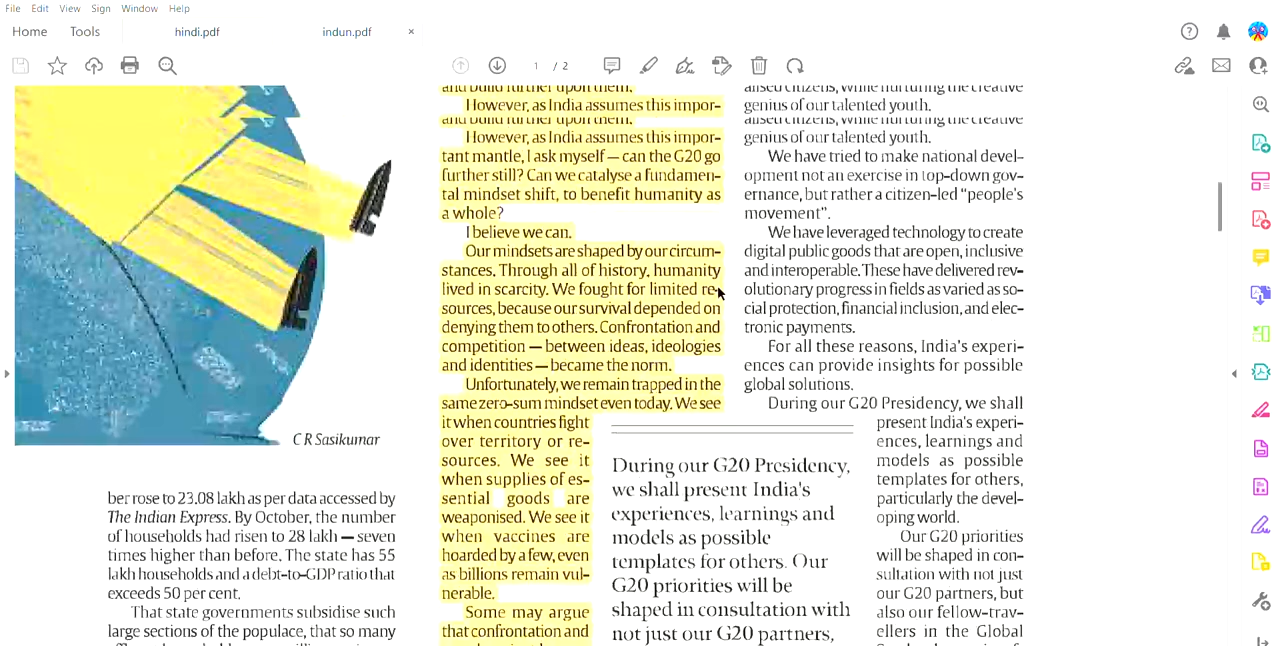 File Edit View Sign Window Help
Home Tools hindi.pdf indun.pdf ×
1 / 2
C R Sasikumar
ber rose to 23.08 lakh as per data accessed by
The Indian Express. By October, the number
of households had risen to 28 lakh — seven
times higher than before. The state has 55
lakh households and a debt-to-GDP ratio that
exceeds 50 per cent.
That state governments subsidise such
large sections of the populace, that so many
and build further upon them.
However, as India assumes this impor-
and build further upon them.
However, as India assumes this impor-
tant mantle, I ask myself — can the G20 go
further still? Can we catalyse a fundamen-
tal mindset shift, to benefit humanity as
a whole?
I believe we can.
Our mindsets are shaped by our circum-
stances. Through all of history, humanity
lived in scarcity. We fought for limited re-
sources, because our survival depended on
denying them to others. Confrontation and
competition — between ideas, ideologies
and identities — became the norm.
Unfortunately, we remain trapped in the
same zero-sum mindset even today. We see
it when countries fight
over territory or re-
sources. We see it
when supplies of es-
sential goods are
weaponised. We see it
when vaccines are
hoarded by a few, even
as billions remain vul-
nerable.
Some may argue
that confrontation and
During our G20 Presidency,
we shall present India's
experiences, learnings and
models as possible
templates for others. Our
G20 priorities will be
shaped in consultation with
not just our G20 partners,
alised citizens, while nurturing the creative
genius of our talented youth.
alised citizens, while nurturing the creative
genius of our talented youth.
We have tried to make national devel-
opment not an exercise in top-down gov-
ernance, but rather a citizen-led “people's
movement”.
We have leveraged technology to create
digital public goods that are open, inclusive
and interoperable. These have delivered rev-
olutionary progress in fields as varied as so-
cial protection, financial inclusion, and elec-
tronic payments.
For all these reasons, India's experi-
ences can provide insights for possible
global solutions.
During our G20 Presidency, we shall
present India's experi-
ences, learnings and
models as possible
templates for others,
particularly the devel-
oping world.
Our G20 priorities
will be shaped in con-
sultation with not just
our G20 partners, but
also our fellow-trav-
ellers in the Global